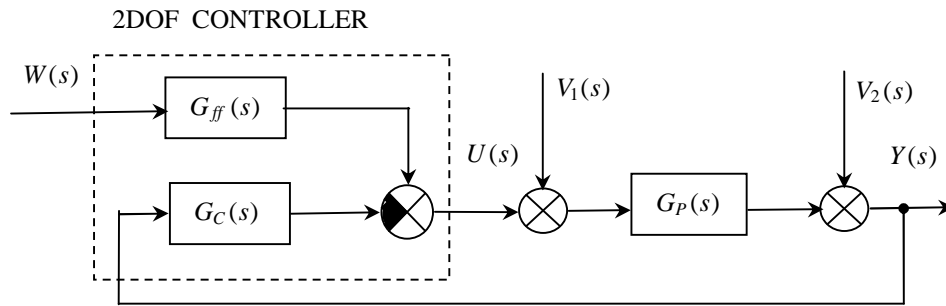 2DOF CONTROLLER
W(s)
G_ff(s)
V_1(s)
V_2(s)
U(s)
Y(s)
G_C(s)
G_P(s)